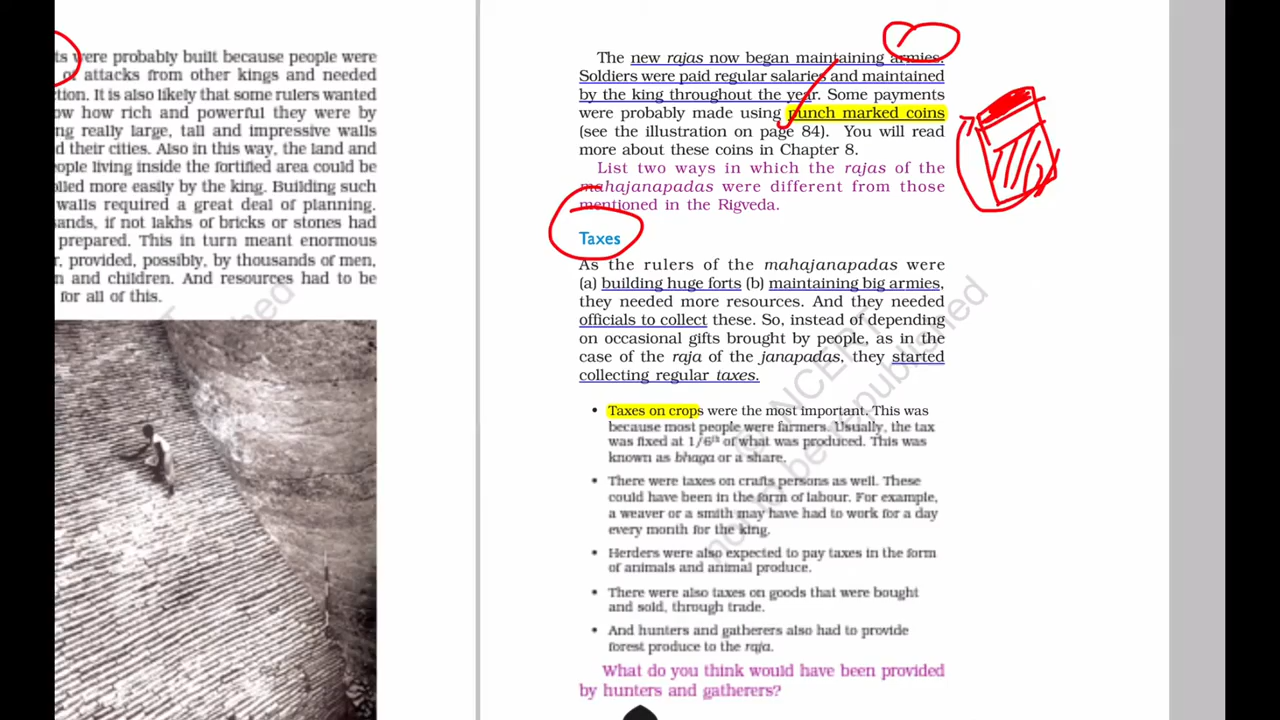 ts were probably built because people were
of attacks from other kings and needed
tion. It is also likely that some rulers wanted
ow how rich and powerful they were by
ng really large, tall and impressive walls
d their cities. Also in this way, the land and
ople living inside the fortified area could be
olled more easily by the king. Building such
walls required a great deal of planning.
sands, if not lakhs of bricks or stones had
prepared. This in turn meant enormous
r, provided, possibly, by thousands of men,
n and children. And resources had to be
for all of this.
The new rajas now began maintaining armies.
Soldiers were paid regular salaries and maintained
by the king throughout the year. Some payments
were probably made using punch marked coins
(see the illustration on page 84). You will read
more about these coins in Chapter 8.
List two ways in which the rajas of the
mahajanapadas were different from those
mentioned in the Rigveda.
Taxes
As the rulers of the mahajanapadas were
(a) building huge forts (b) maintaining big armies,
they needed more resources. And they needed
officials to collect these. So, instead of depending
on occasional gifts brought by people, as in the
case of the raja of the janapadas, they started
collecting regular taxes.
• Taxes on crops were the most important. This was
because most people were farmers. Usually, the tax
was fixed at 1/6th of what was produced. This was
known as bhaga or a share.
• There were taxes on crafts persons as well. These
could have been in the form of labour. For example,
a weaver or a smith may have had to work for a day
every month for the king.
• Herders were also expected to pay taxes in the form
of animals and animal produce.
• There were also taxes on goods that were bought
and sold, through trade.
• And hunters and gatherers also had to provide
forest produce to the raja.
What do you think would have been provided
by hunters and gatherers?
NCERT
be republished